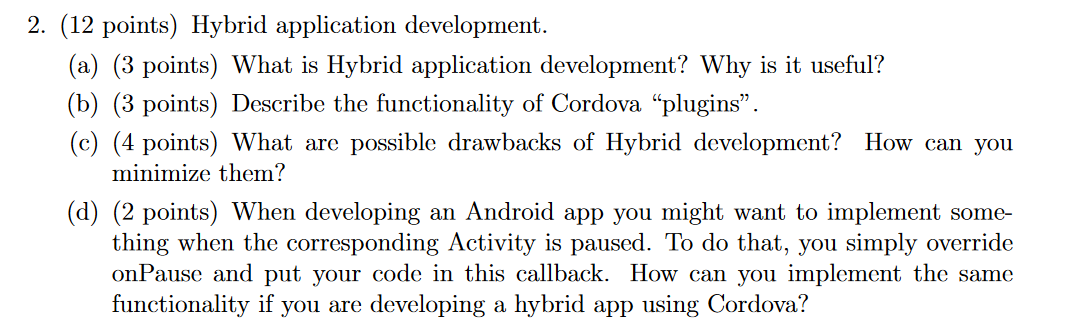 2. (12 points) Hybrid application development.
(a) (3 points) What is Hybrid application development? Why is it useful?
(b) (3 points) Describe the functionality of Cordova “plugins”.
(c) (4 points) What are possible drawbacks of Hybrid development? How can you
minimize them?
(d) (2 points) When developing an Android app you might want to implement some-
thing when the corresponding Activity is paused. To do that, you simply override
onPause and put your code in this callback. How can you implement the same
functionality if you are developing a hybrid app using Cordova?